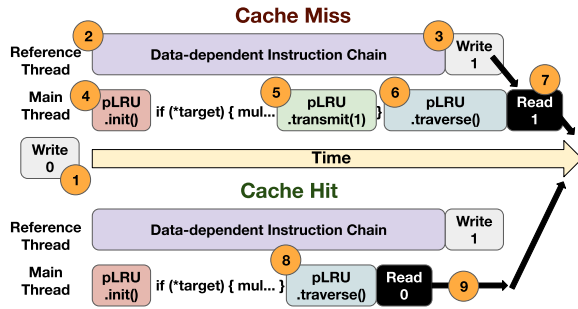 Cache Miss
2
3
Reference
Thread
Data-dependent Instruction Chain
Write
1
7
4
5
6
Main
Thread
pLRU
.init()
if (*target) { mul...
pLRU
.transmit(1)
}
pLRU
.traverse()
Read
1
Write
0
1
Time
Cache Hit
Reference
Thread
Data-dependent Instruction Chain
Write
1
8
Main
Thread
pLRU
.init()
if (*target) { mul... }
pLRU
.traverse()
Read
0
9